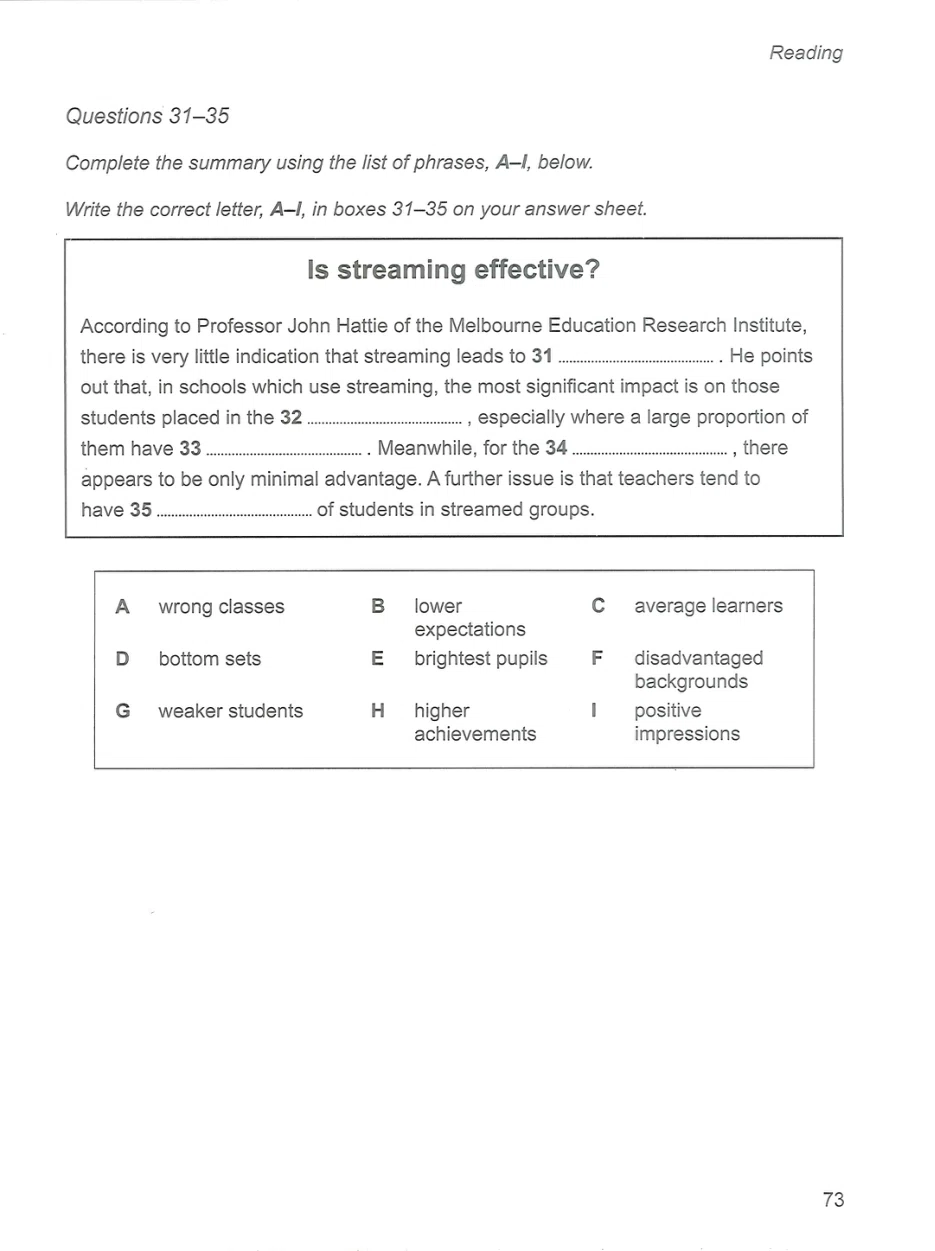 Reading
Questions 31–35
Complete the summary using the list of phrases, A–I, below.
Write the correct letter, A–I, in boxes 31–35 on your answer sheet.
Is streaming effective?
According to Professor John Hattie of the Melbourne Education Research Institute,
there is very little indication that streaming leads to 31 .......................................... . He points
out that, in schools which use streaming, the most significant impact is on those
students placed in the 32 .......................................... , especially where a large proportion of
them have 33 .......................................... . Meanwhile, for the 34 .......................................... , there
appears to be only minimal advantage. A further issue is that teachers tend to
have 35 .......................................... of students in streamed groups.
A wrong classes B lower expectations C average learners
D bottom sets E brightest pupils F disadvantaged backgrounds
G weaker students H higher achievements I positive impressions
73